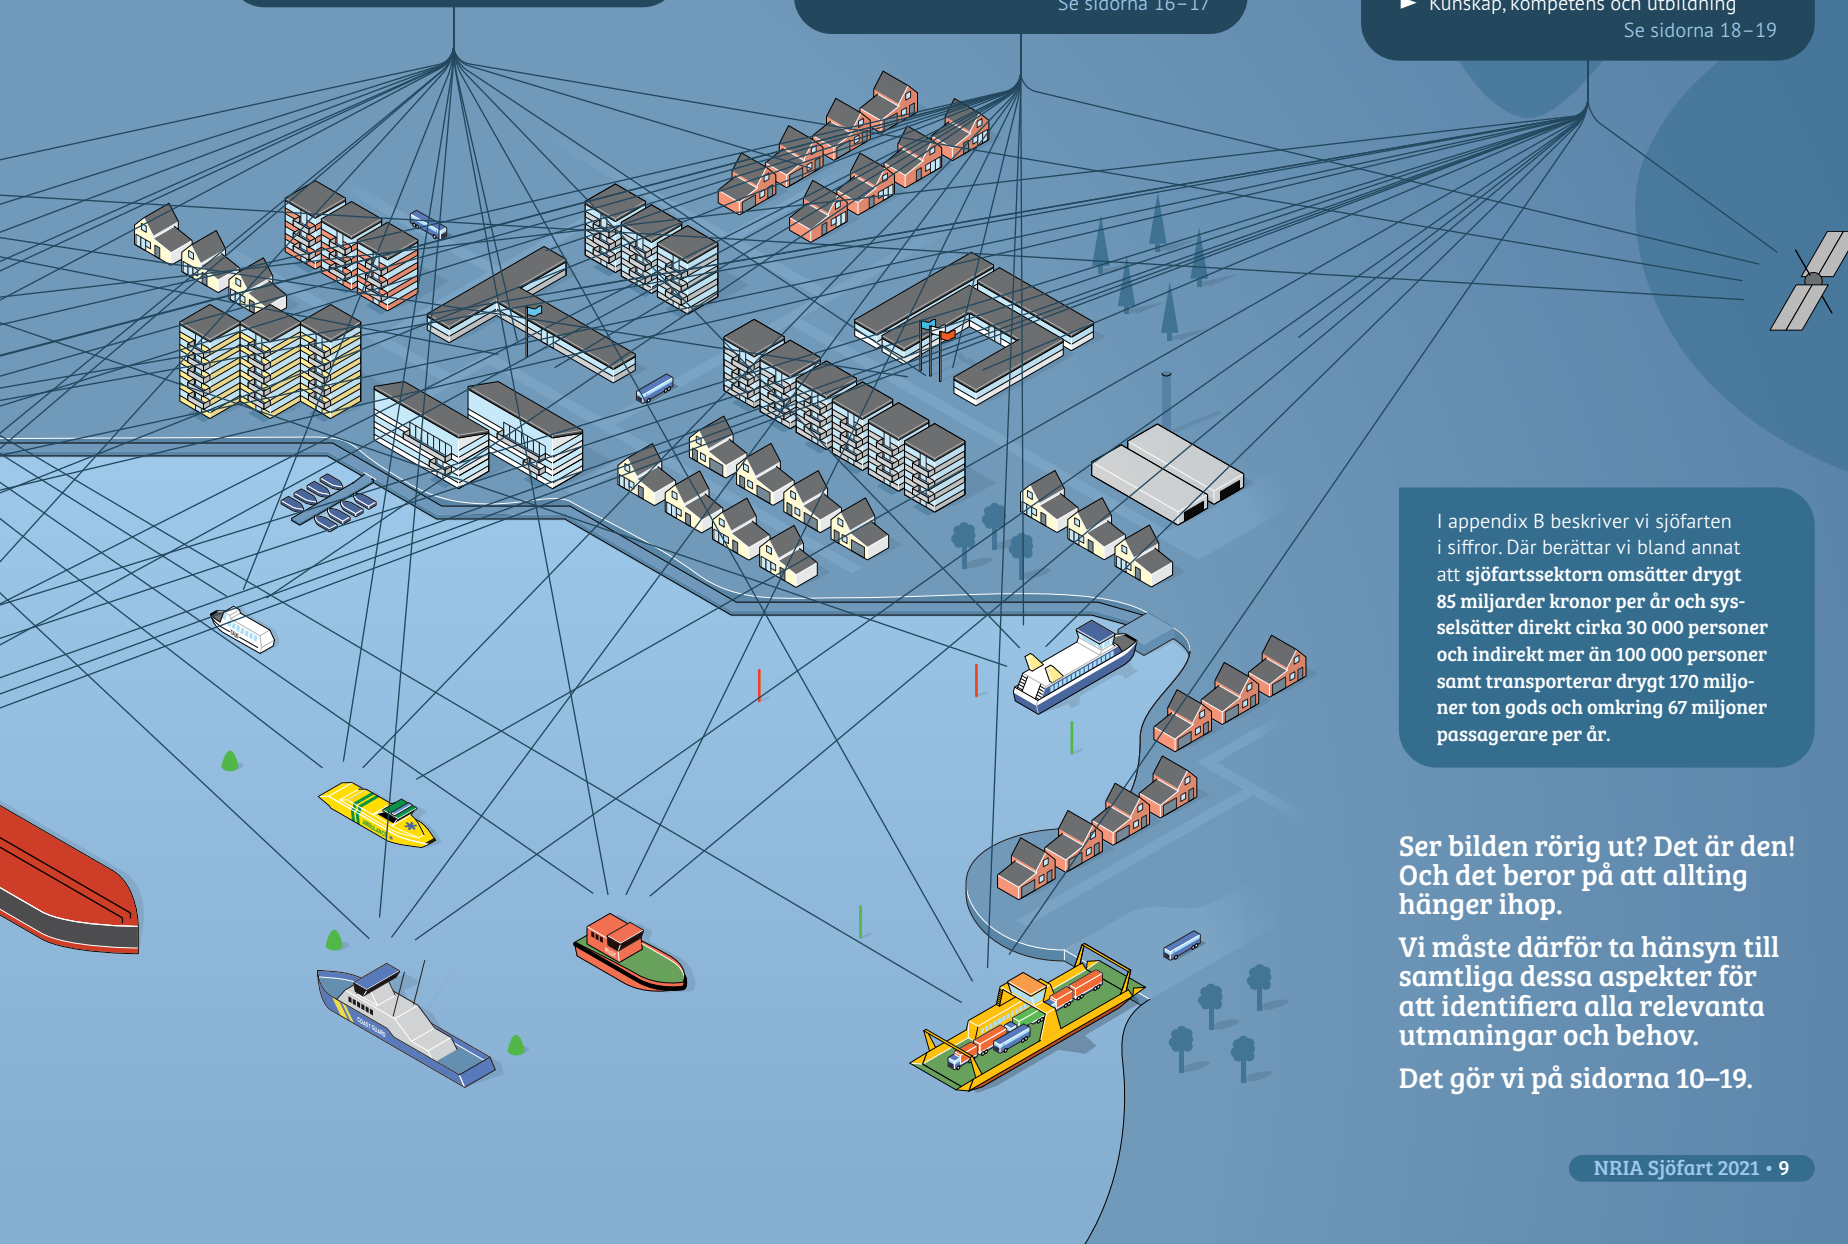 Se sidorna 16–17
► Kunskap, kompetens och utbildning
Se sidorna 18–19
I appendix B beskriver vi sjöfarten
i siffror. Där berättar vi bland annat
att sjöfartssektorn omsätter drygt
85 miljarder kronor per år och sys-
selsätter direkt cirka 30 000 personer
och indirekt mer än 100 000 personer
samt transporterar drygt 170 miljo-
ner ton gods och omkring 67 miljoner
passagerare per år.
Ser bilden rörig ut? Det är den!
Och det beror på att allting
hänger ihop.
Vi måste därför ta hänsyn till
samtliga dessa aspekter för
att identifiera alla relevanta
utmaningar och behov.
Det gör vi på sidorna 10–19.
COAST GUARD
NRIA Sjöfart 2021 • 9